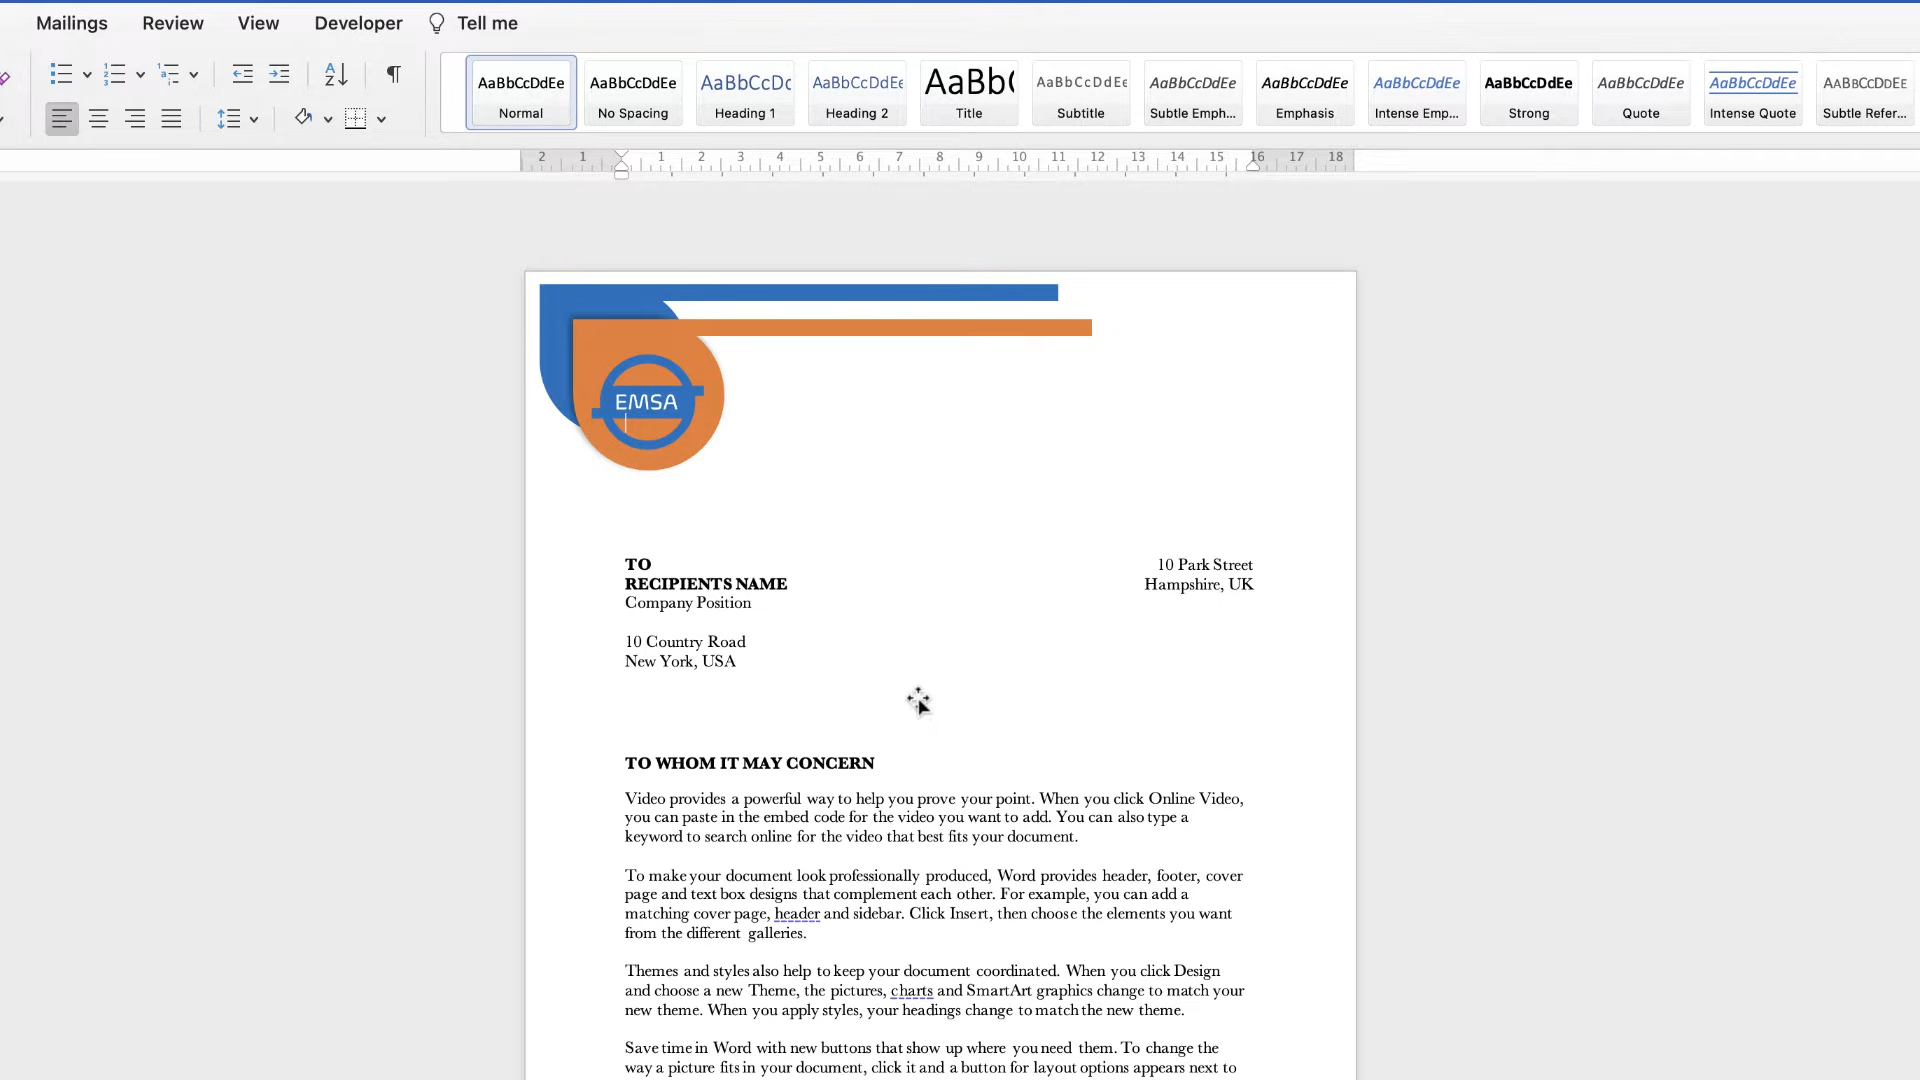 Mailings Review View Developer Tell me
AaBbCcDdEe AaBbCcDdEe AaBbCcDc AaBbCcDdEe AaBb( AaBbCcDdEe AaBbCcDdEe AaBbCcDdEe AaBbCcDdEe AaBbCcDdEe AaBbCcDdEe AaBbCcDdEe AaBbCcDdEe
Normal No Spacing Heading 1 Heading 2 Title Subtitle Subtle Emph... Emphasis Intense Emp... Strong Quote Intense Quote Subtle Refer...
2 1 1 2 3 4 5 6 7 8 9 10 11 12 13 14 15 16 17 18
EMSA
TO
RECIPIENTS NAME
Company Position
10 Country Road
New York, USA
10 Park Street
Hampshire, UK
TO WHOM IT MAY CONCERN
Video provides a powerful way to help you prove your point. When you click Online Video,
you can paste in the embed code for the video you want to add. You can also type a
keyword to search online for the video that best fits your document.
To make your document look professionally produced, Word provides header, footer, cover
page and text box designs that complement each other. For example, you can add a
matching cover page, header and sidebar. Click Insert, then choose the elements you want
from the different galleries.
Themes and styles also help to keep your document coordinated. When you click Design
and choose a new Theme, the pictures, charts and SmartArt graphics change to match your
new theme. When you apply styles, your headings change to match the new theme.
Save time in Word with new buttons that show up where you need them. To change the
way a picture fits in your document, click it and a button for layout options appears next to